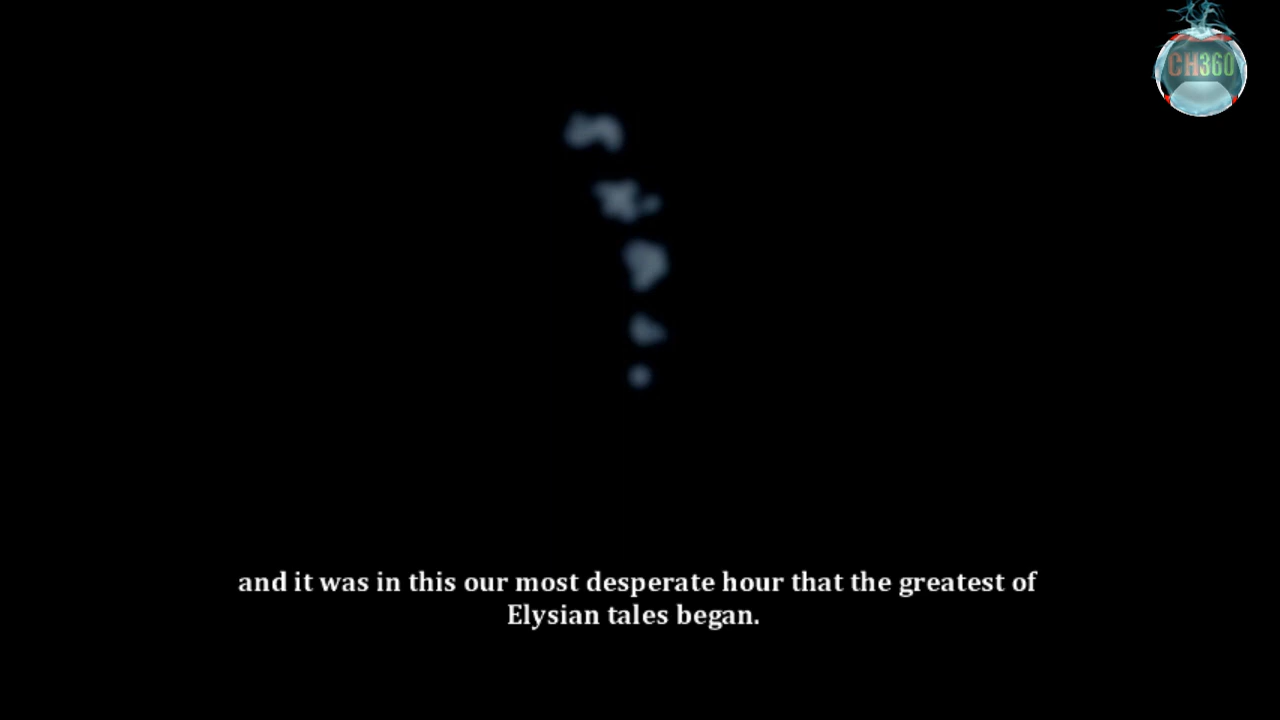 CH360
and it was in this our most desperate hour that the greatest of
Elysian tales began.